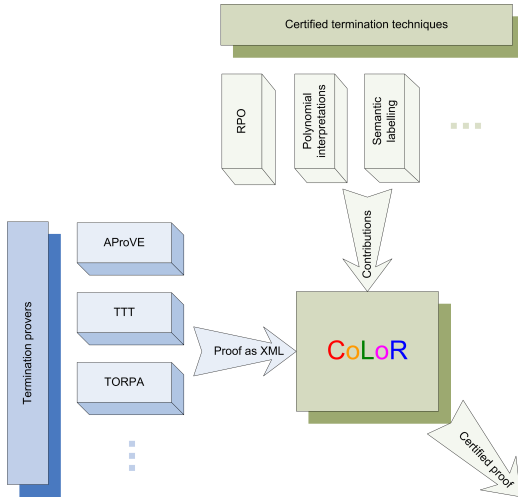 Certified termination techniques
RPO
Polynomial
interpretations
Semantic
labelling
Contributions
Termination provers
AProVE
TTT
TORPA
Proof as XML
CoLoR
Certified proof